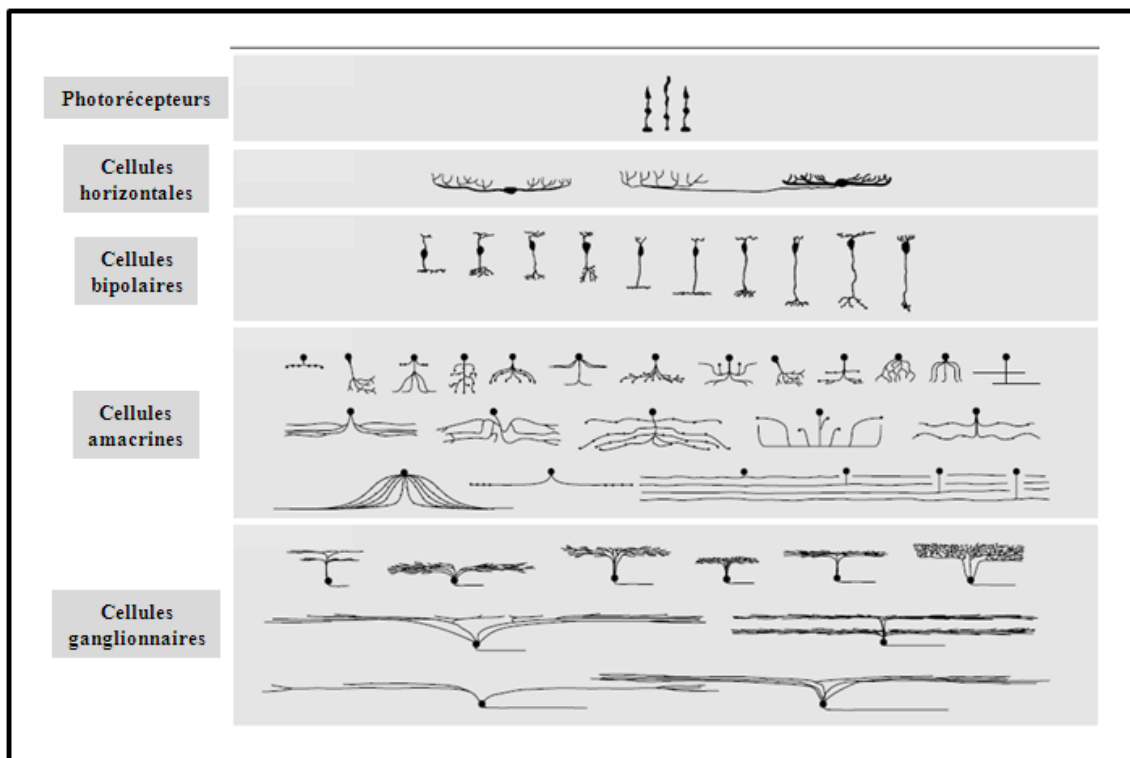 Photorécepteurs
Cellules
horizontales
Cellules
bipolaires
Cellules
amacrines
Cellules
ganglionnaires